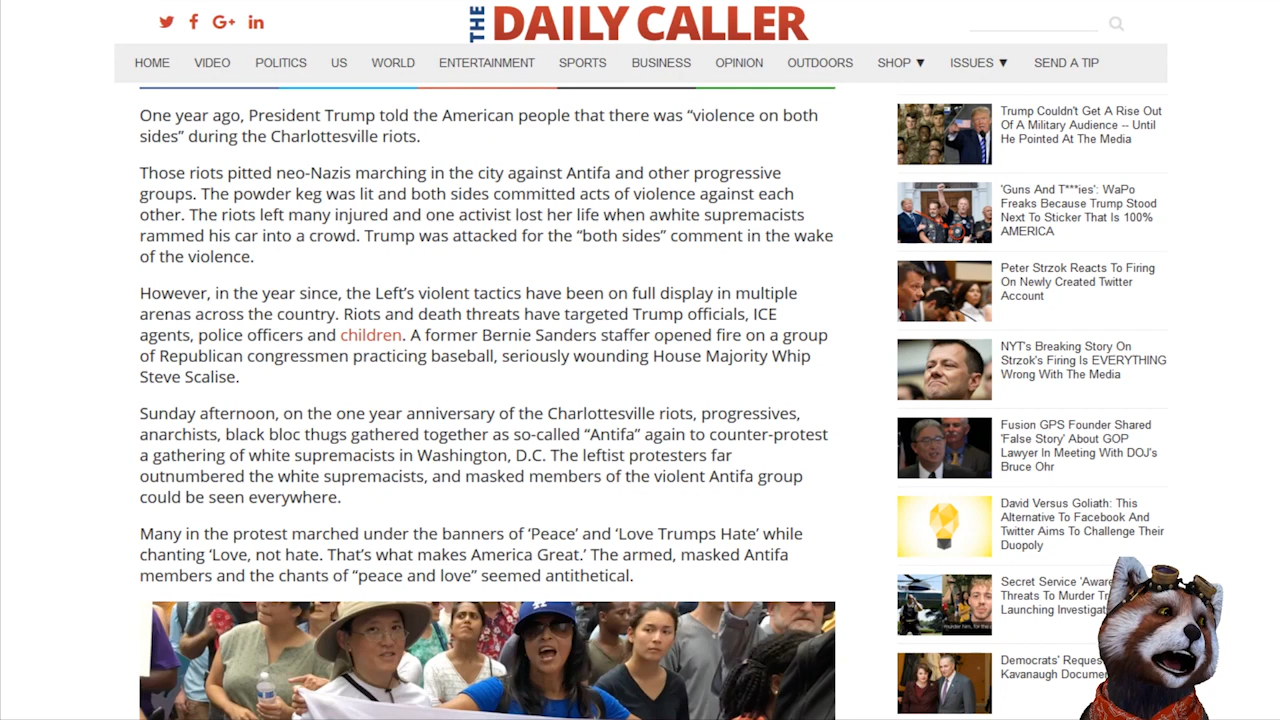 THE DAILY CALLER
HOME VIDEO POLITICS US WORLD ENTERTAINMENT SPORTS BUSINESS OPINION OUTDOORS SHOP ▼ ISSUES ▼ SEND A TIP
One year ago, President Trump told the American people that there was “violence on both
sides” during the Charlottesville riots.
Those riots pitted neo-Nazis marching in the city against Antifa and other progressive
groups. The powder keg was lit and both sides committed acts of violence against each
other. The riots left many injured and one activist lost her life when awhite supremacists
rammed his car into a crowd. Trump was attacked for the “both sides” comment in the wake
of the violence.
However, in the year since, the Left’s violent tactics have been on full display in multiple
arenas across the country. Riots and death threats have targeted Trump officials, ICE
agents, police officers and children. A former Bernie Sanders staffer opened fire on a group
of Republican congressmen practicing baseball, seriously wounding House Majority Whip
Steve Scalise.
Sunday afternoon, on the one year anniversary of the Charlottesville riots, progressives,
anarchists, black bloc thugs gathered together as so-called “Antifa” again to counter-protest
a gathering of white supremacists in Washington, D.C. The leftist protesters far
outnumbered the white supremacists, and masked members of the violent Antifa group
could be seen everywhere.
Many in the protest marched under the banners of ‘Peace’ and ‘Love Trumps Hate’ while
chanting ‘Love, not hate. That’s what makes America Great.’ The armed, masked Antifa
members and the chants of “peace and love” seemed antithetical.
Trump Couldn't Get A Rise Out
Of A Military Audience -- Until
He Pointed At The Media
'Guns And T***ies': WaPo
Freaks Because Trump Stood
Next To Sticker That Is 100%
AMERICA
Peter Strzok Reacts To Firing
On Newly Created Twitter
Account
NYT's Breaking Story On
Strzok's Firing Is EVERYTHING
Wrong With The Media
Fusion GPS Founder Shared
'False Story' About GOP
Lawyer In Meeting With DOJ's
Bruce Ohr
David Versus Goliath: This
Alternative To Facebook And
Twitter Aims To Challenge Their
Duopoly
Secret Service 'Aware
Threats To Murder Tr
Launching Investigat
murder him, for the
Democrats' Reques
Kavanaugh Docume